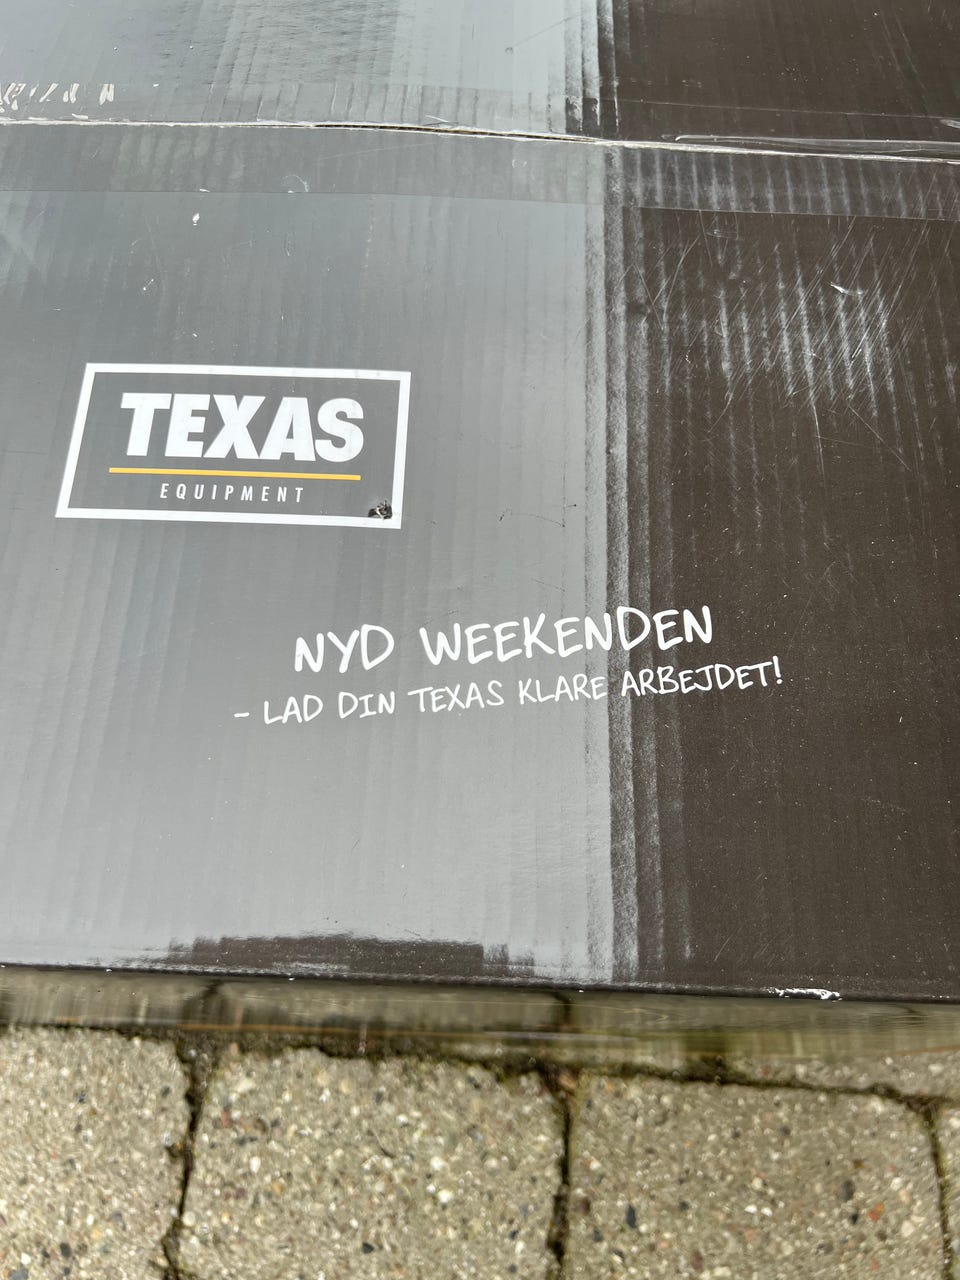 TEXAS
EQUIPMENT
NYD WEEKENDEN
- LAD DIN TEXAS KLARE ARBEJDET!